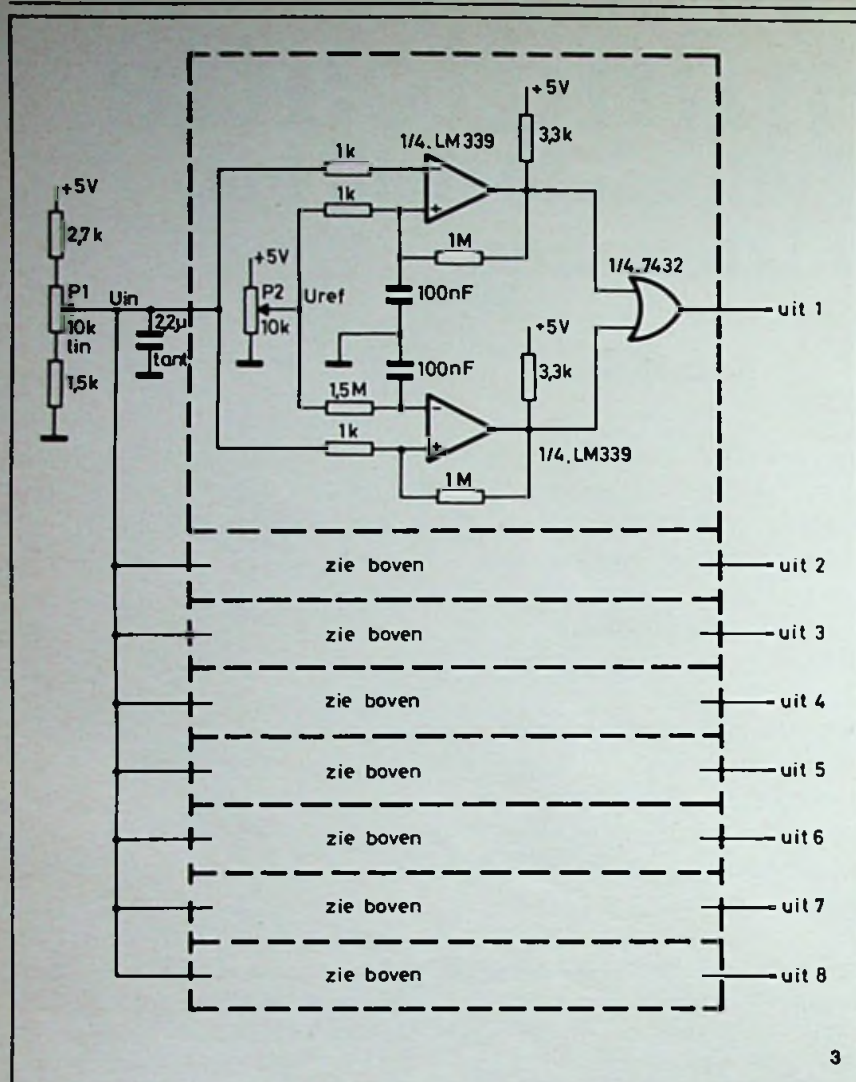 +5V
3,3k
1/4.LM339
1k
+5V
2,7k
1k
1M
1/4.7432
+5V
P1
10k
lin
Uin
22µ
tant
P2
10k
Uref
100nF
uit 1
+5V
100nF
3,3k
1,5k
1,5M
1k
1/4.LM339
1M
zie boven
uit 2
zie boven
uit 3
zie boven
uit 4
zie boven
uit 5
zie boven
uit 6
zie boven
uit 7
zie boven
uit 8
3